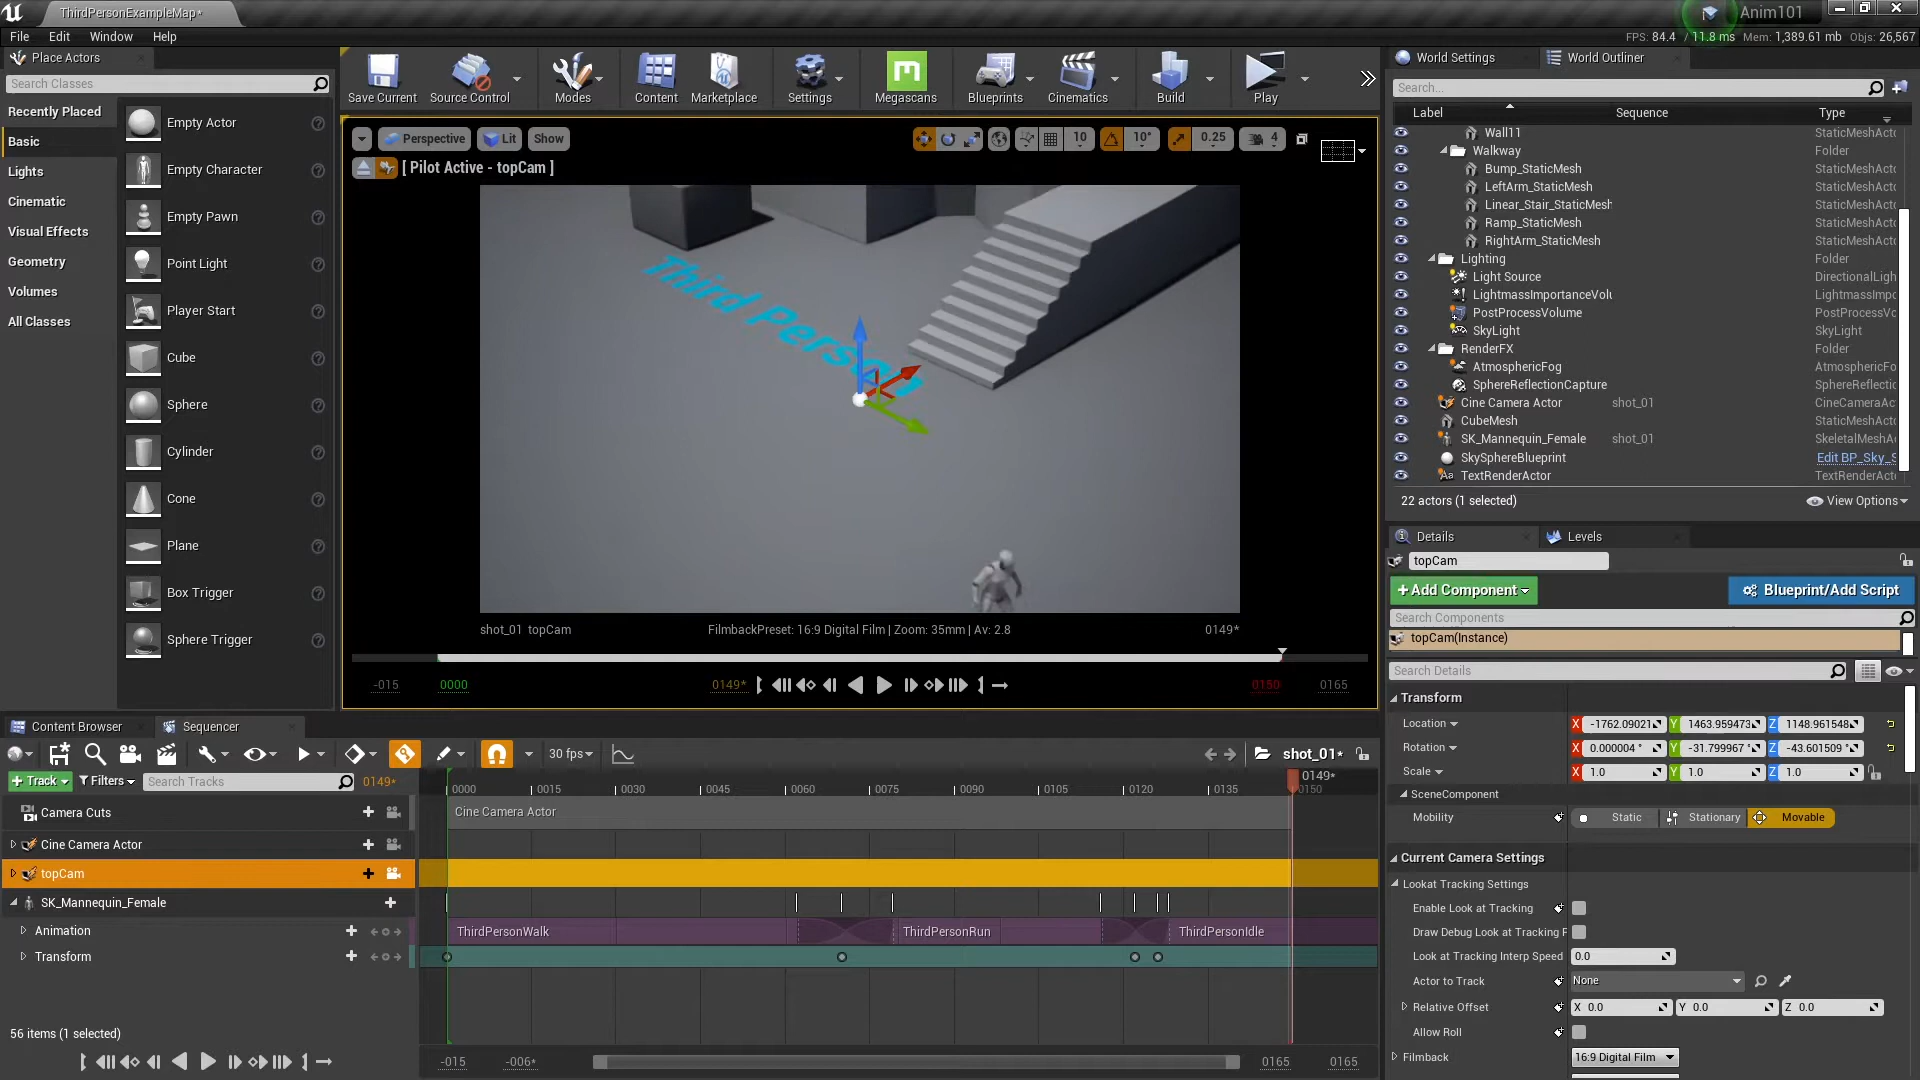 ThirdPersonExampleMap*
Anim101
File Edit Window Help
FPS: 84.4 / 11.8 ms Mem: 1,389.61 mb Objs: 26,567
Place Actors
Search Classes
Recently Placed
Basic
Lights
Cinematic
Visual Effects
Geometry
Volumes
All Classes
Empty Actor
Empty Character
Empty Pawn
Point Light
Player Start
Cube
Sphere
Cylinder
Cone
Plane
Box Trigger
Sphere Trigger
Save Current Source Control Modes Content Marketplace Settings Megascans Blueprints Cinematics Build Play
Perspective Lit Show
10 10° 0.25 4
[ Pilot Active - topCam ]
Third Person
shot_01 topCam FilmbackPreset: 16:9 Digital Film | Zoom: 35mm | Av: 2.8 0149*
-015 0000 0149* 0150 0165
World Settings World Outliner
Search...
Label Sequence Type
Wall11 StaticMeshActo
Walkway Folder
Bump_StaticMesh StaticMeshActo
LeftArm_StaticMesh StaticMeshActo
Linear_Stair_StaticMesh StaticMeshActo
Ramp_StaticMesh StaticMeshActo
RightArm_StaticMesh StaticMeshActo
Lighting Folder
Light Source DirectionalLigh
LightmassImportanceVolu LightmassImpo
PostProcessVolume PostProcessVo
SkyLight SkyLight
RenderFX Folder
AtmosphericFog AtmosphericFo
SphereReflectionCapture SphereReflectio
Cine Camera Actor shot_01 CineCameraAc
CubeMesh StaticMeshActo
SK_Mannequin_Female shot_01 SkeletalMeshA
SkySphereBlueprint Edit BP_Sky_S
TextRenderActor TextRenderActo
22 actors (1 selected) View Options
Details Levels
topCam
+Add Component Blueprint/Add Script
Search Components
topCam(Instance)
Search Details
Transform
Location X -1762.09021 Y 1463.959473 Z 1148.961548
Rotation X 0.000004 ° Y -31.799967 ° Z -43.601509 °
Scale X 1.0 Y 1.0 Z 1.0
SceneComponent
Mobility Static Stationary Movable
Current Camera Settings
Lookat Tracking Settings
Enable Look at Tracking
Draw Debug Look at Tracking P
Look at Tracking Interp Speed 0.0
Actor to Track None
Relative Offset X 0.0 Y 0.0 Z 0.0
Allow Roll
Filmback 16:9 Digital Film
Content Browser Sequencer
30 fps shot_01*
+Track Filters Search Tracks 0149*
Camera Cuts
Cine Camera Actor
topCam
SK_Mannequin_Female
Animation
Transform
56 items (1 selected)
0149*
0000 0015 0030 0045 0060 0075 0090 0105 0120 0135 0150
Cine Camera Actor
ThirdPersonWalk ThirdPersonRun ThirdPersonIdle
-015 -006* 0165 0165